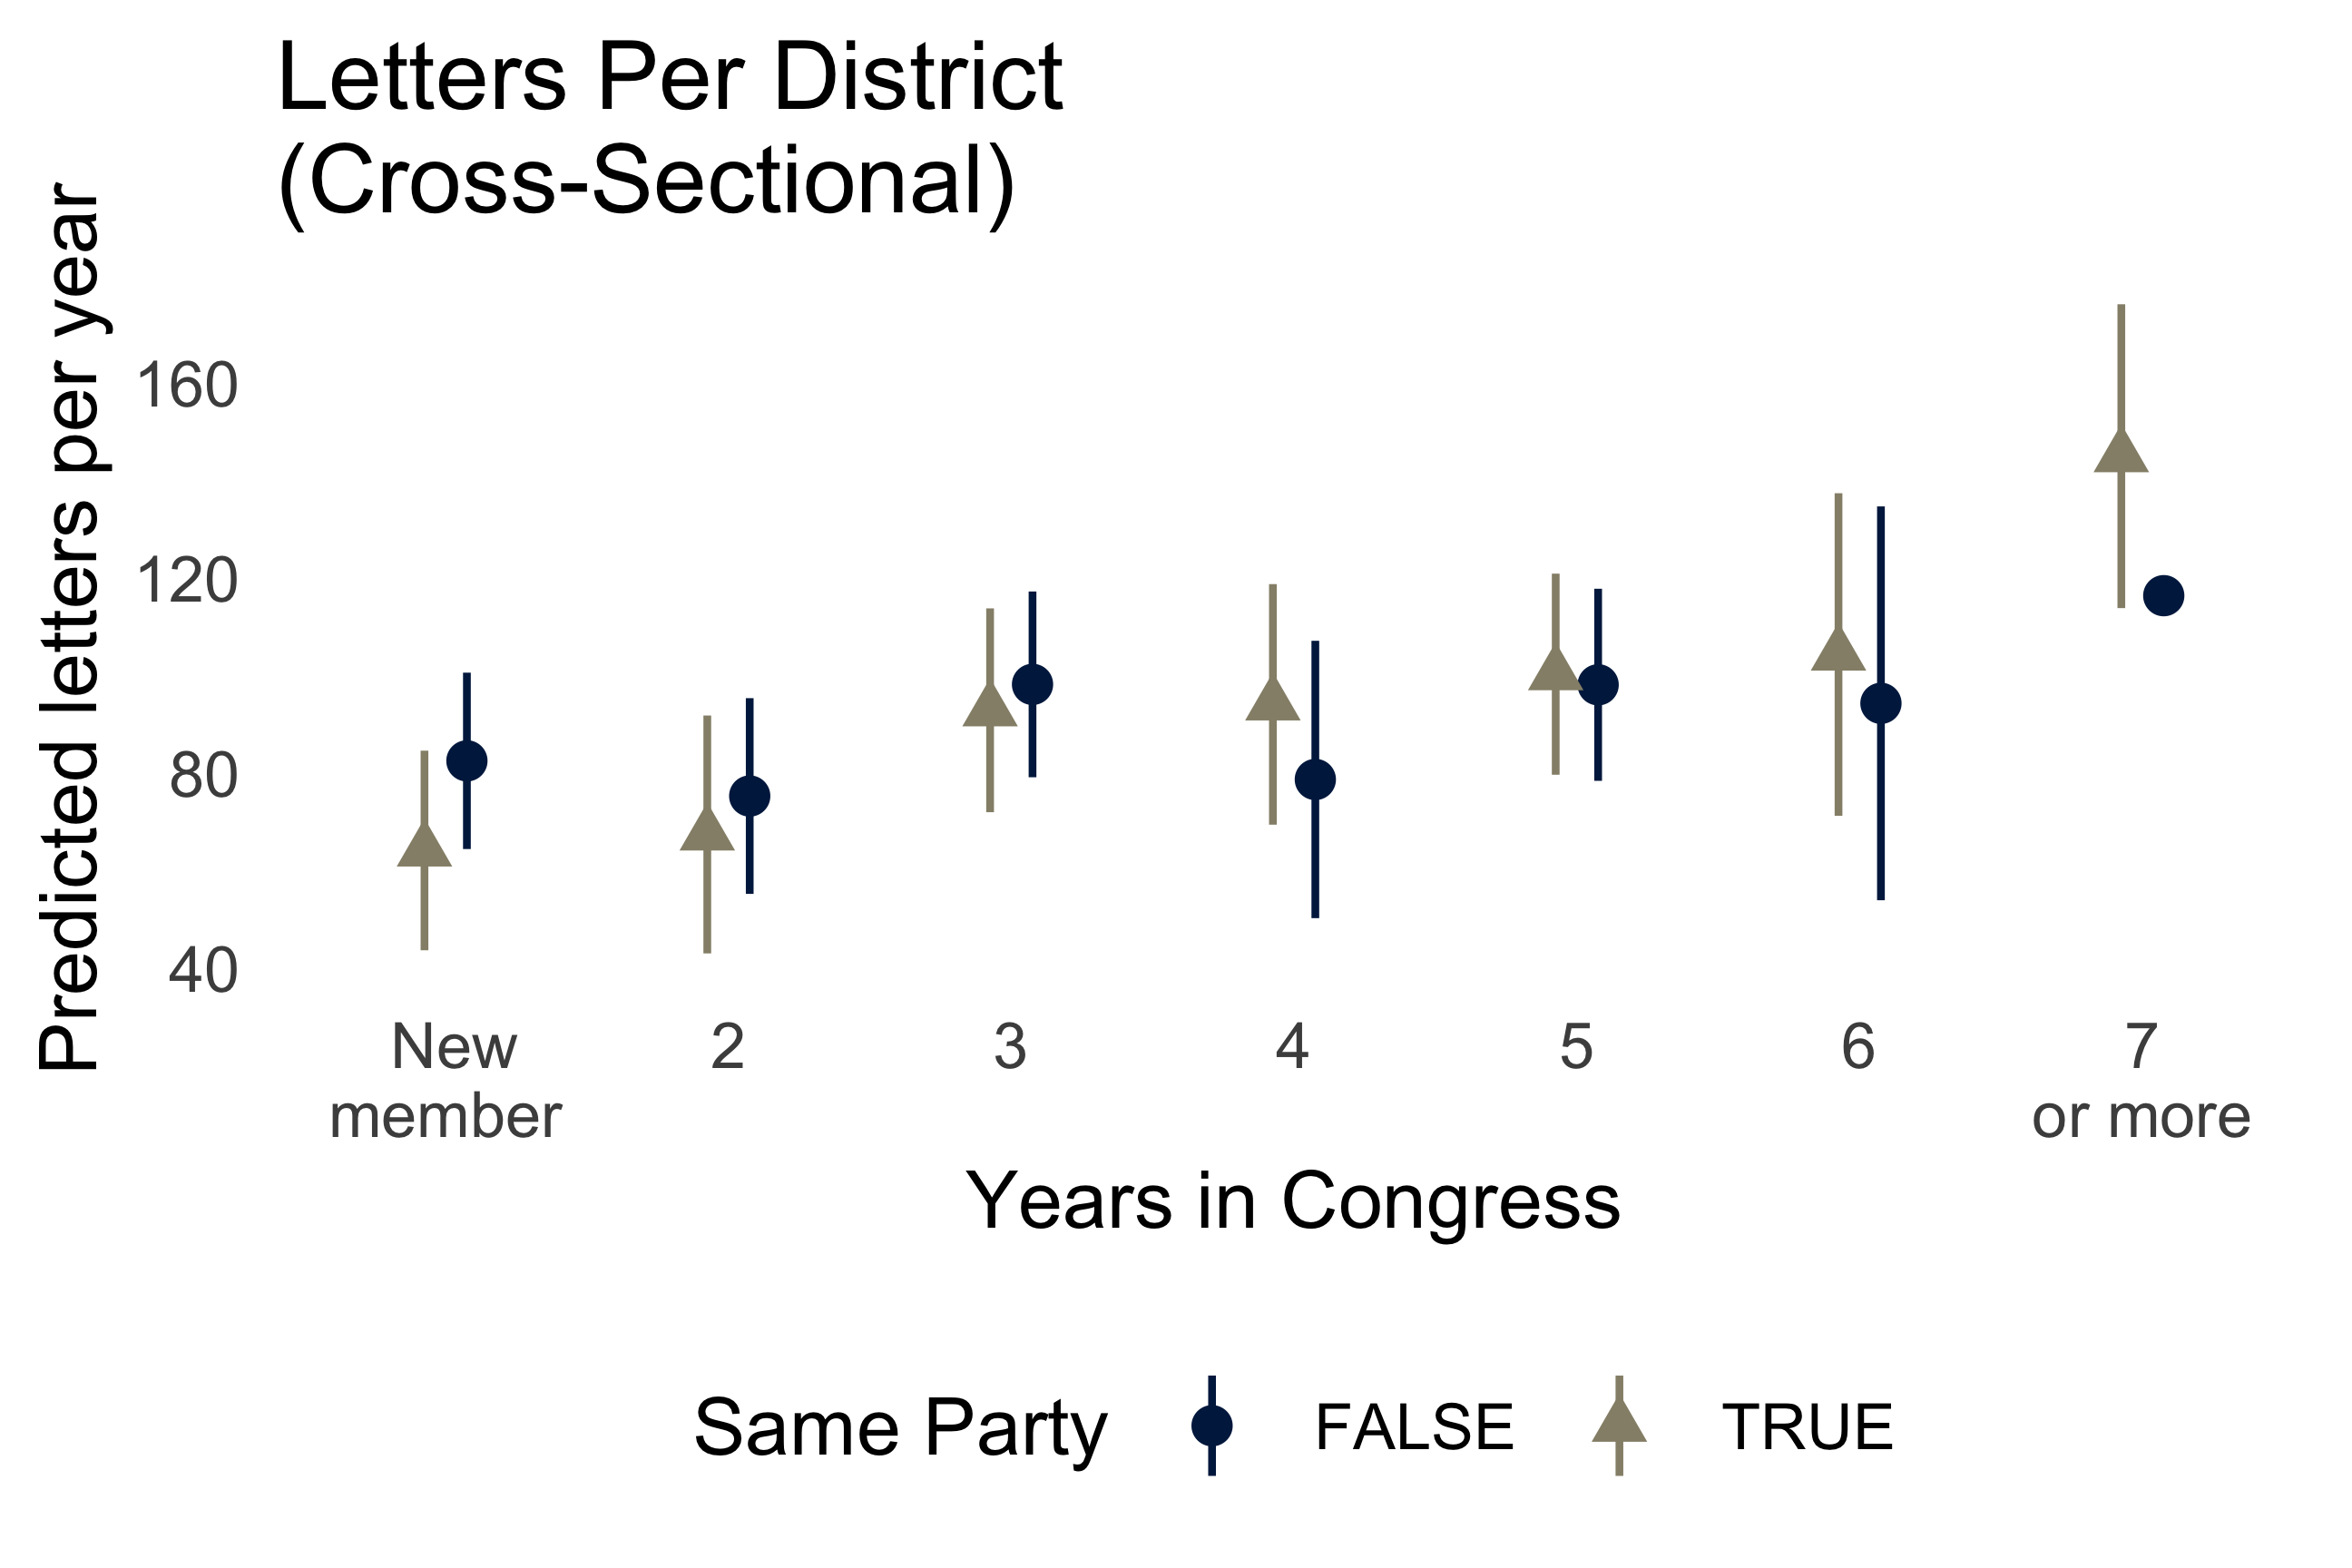 Letters Per District
(Cross-Sectional)
Predicted letters per year
160
120
80
40
New
member
2
3
4
5
6
7
or more
Years in Congress
Same Party
FALSE
TRUE